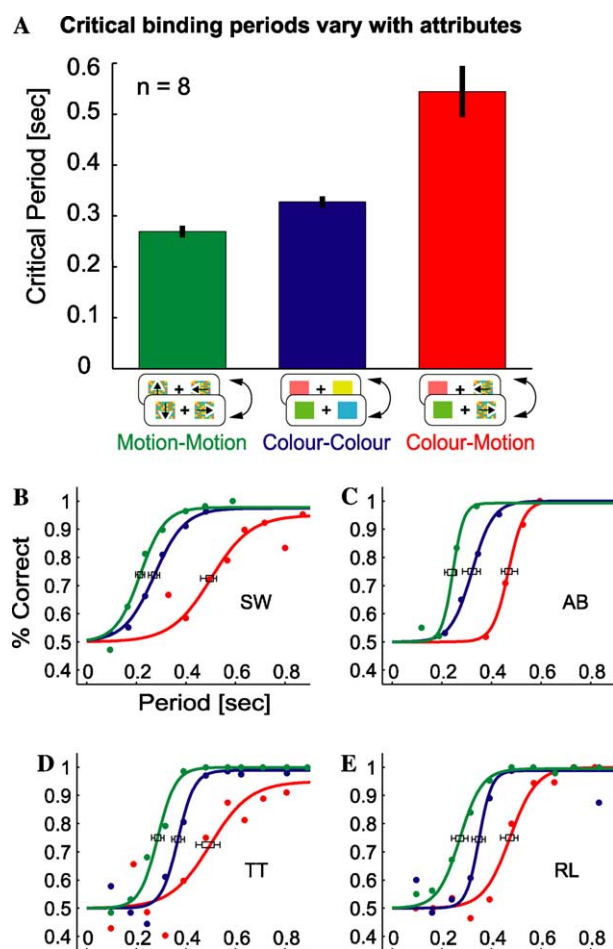 A Critical binding periods vary with attributes
Critical Period [sec]
0.6
0.5
0.4
0.3
0.2
0.1
0
n = 8
+ + +
+ + +
Motion-Motion Colour-Colour Colour-Motion
B
% Correct
1
0.9
0.8
0.7
0.6
0.5
0.4
SW
0 0.2 0.4 0.6 0.8
Period [sec]
C
1
0.9
0.8
0.7
0.6
0.5
0.4
AB
0 0.2 0.4 0.6 0.8
D
1
0.9
0.8
0.7
0.6
0.5
0.4
TT
0 0.2 0.4 0.6 0.8
E
1
0.9
0.8
0.7
0.6
0.5
0.4
RL
0 0.2 0.4 0.6 0.8